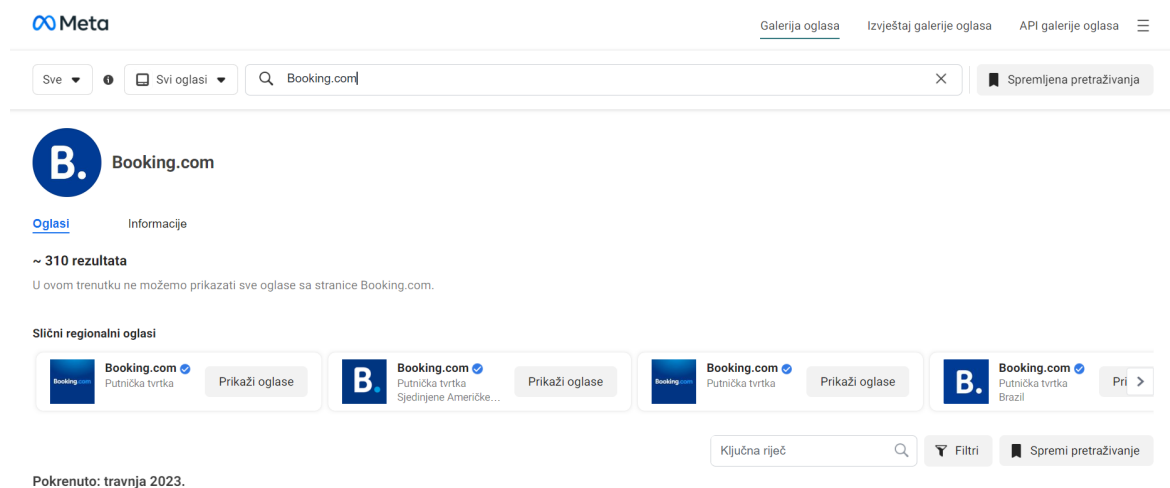 Meta
Galerija oglasa Izvještaj galerije oglasa API galerije oglasa
Sve Svi oglasi Booking.com Spremljena pretraživanja
B. Booking.com
Oglasi Informacije
~ 310 rezultata
U ovom trenutku ne možemo prikazati sve oglase sa stranice Booking.com.
Slični regionalni oglasi
Booking.com
Booking.com
Putnička tvrtka
Prikaži oglase
B.
Booking.com
Putnička tvrtka
Sjedinjene Američke...
Prikaži oglase
Booking.com
Booking.com
Putnička tvrtka
Prikaži oglase
B.
Booking.com
Putnička tvrtka
Brazil
Pri
Ključna riječ Filtri Spremi pretraživanje
Pokrenuto: travnja 2023.